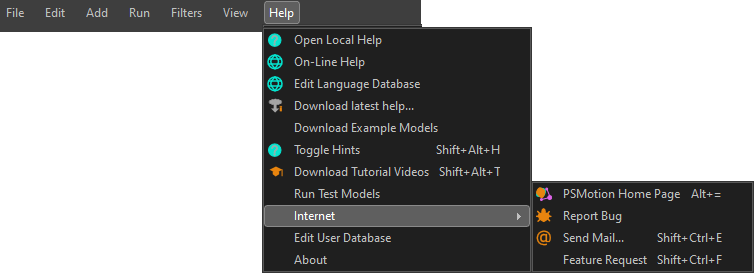 File Edit Add Run Filters View Help
Open Local Help
On-Line Help
Edit Language Database
Download latest help...
Download Example Models
Toggle Hints Shift+Alt+H
Download Tutorial Videos Shift+Alt+T
Run Test Models
Internet
Edit User Database
About
PSMotion Home Page Alt+=
Report Bug
Send Mail... Shift+Ctrl+E
Feature Request Shift+Ctrl+F